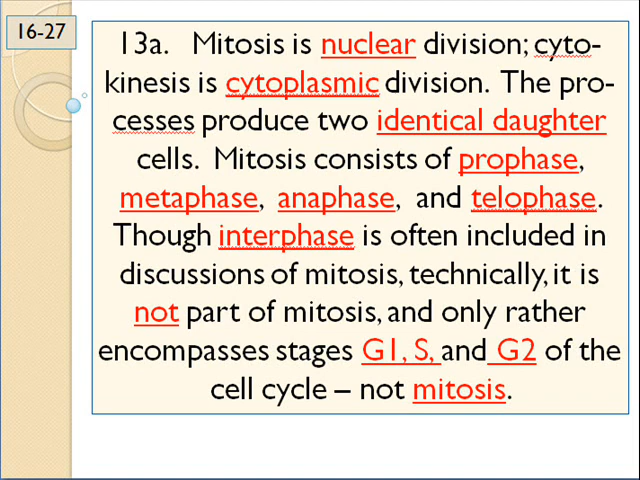 16-27
13a. Mitosis is nuclear division; cyto-
kinesis is cytoplasmic division. The pro-
cesses produce two identical daughter
cells. Mitosis consists of prophase,
metaphase, anaphase, and telophase.
Though interphase is often included in
discussions of mitosis, technically, it is
not part of mitosis, and only rather
encompasses stages G1, S, and G2 of the
cell cycle – not mitosis.